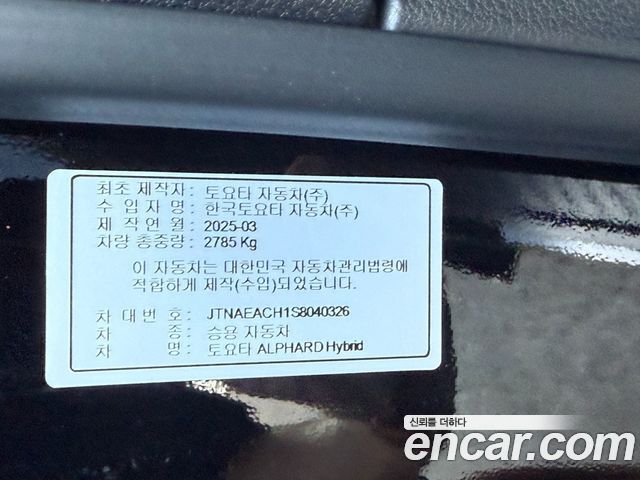 최초 제작자 : 토요타 자동차(주)
수 입 자 명 : 한국토요타 자동차(주)
제 작 연 월 : 2025-03
차량 총중량 : 2785 Kg
이 자동차는 대한민국 자동차관리법령에
적합하게 제작(수입)되었습니다.
차 대 번 호 : JTNAEACH1S8040326
차 종 : 승용 자동차
차 명 : 토요타 ALPHARD Hybrid
신뢰를 더하다
encar.com